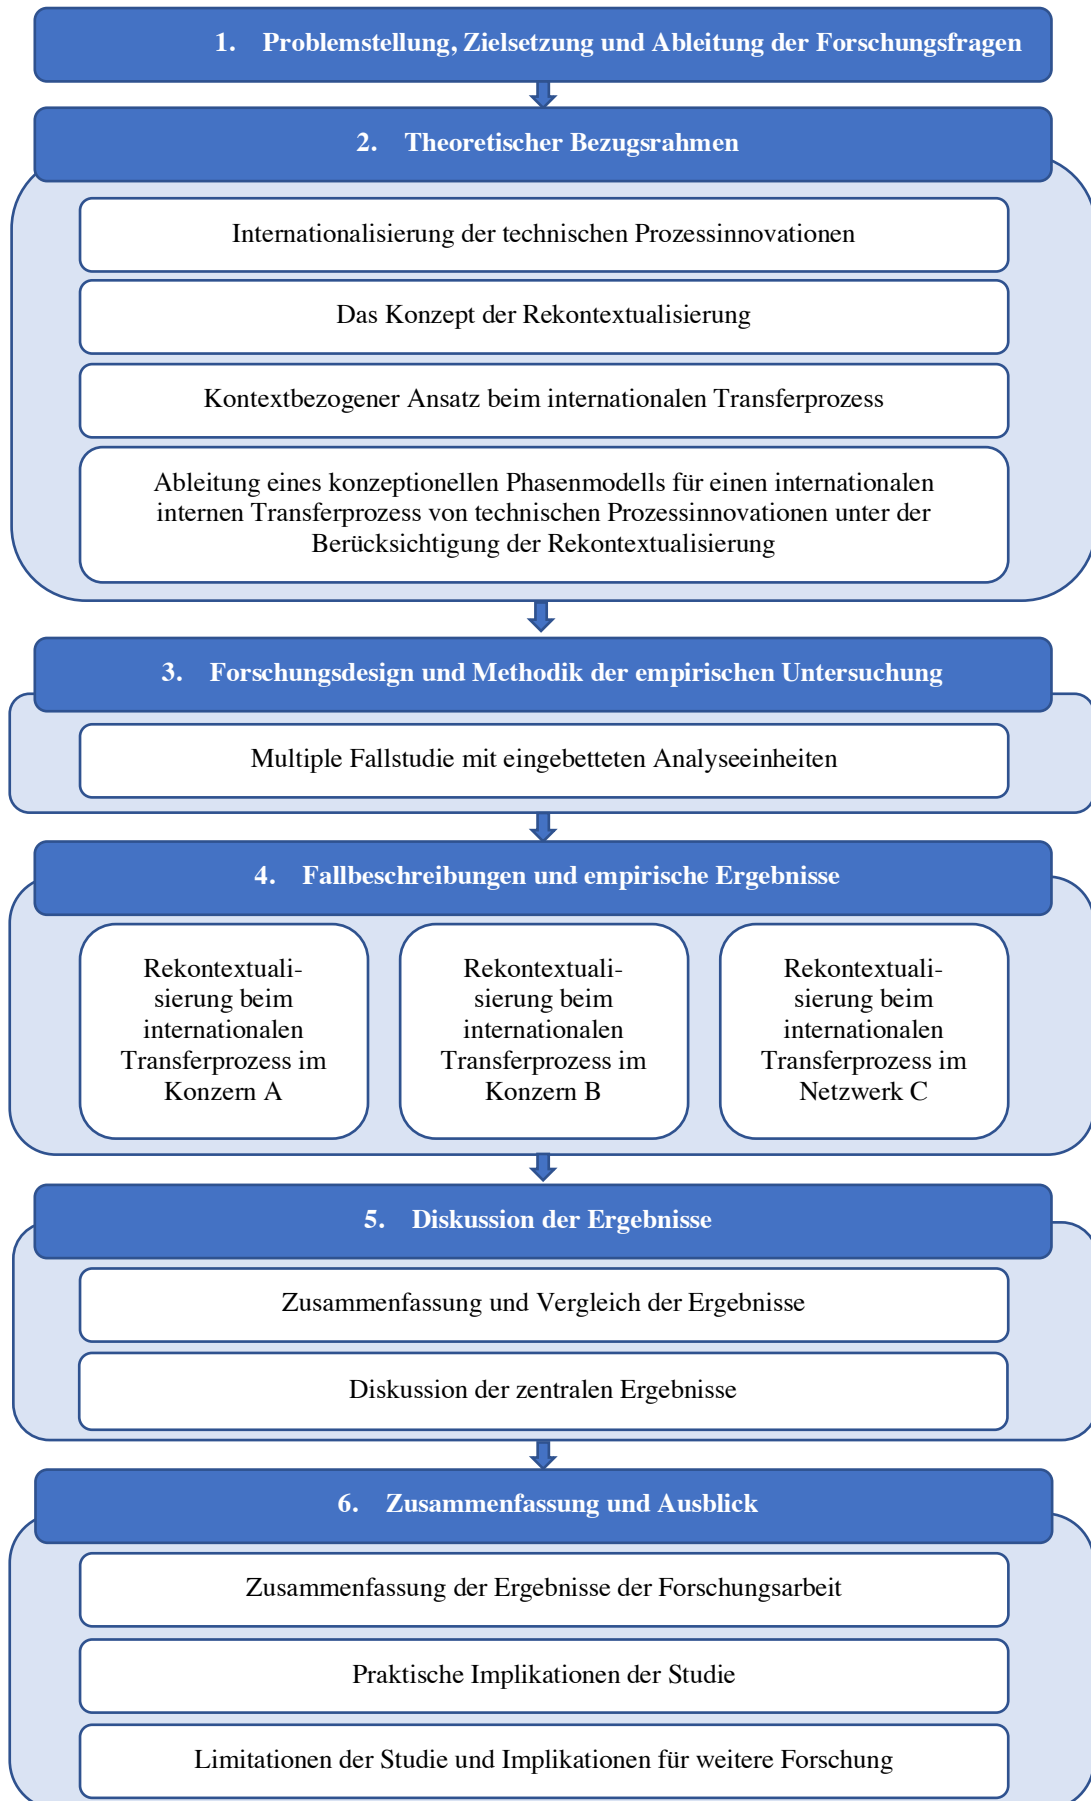 1. Problemstellung, Zielsetzung und Ableitung der Forschungsfragen
2. Theoretischer Bezugsrahmen
Internationalisierung der technischen Prozessinnovationen
Das Konzept der Rekontextualisierung
Kontextbezogener Ansatz beim internationalen Transferprozess
Ableitung eines konzeptionellen Phasenmodells für einen internationalen
internen Transferprozess von technischen Prozessinnovationen unter der
Berücksichtigung der Rekontextualisierung
3. Forschungsdesign und Methodik der empirischen Untersuchung
Multiple Fallstudie mit eingebetteten Analyseeinheiten
4. Fallbeschreibungen und empirische Ergebnisse
Rekontextuali-
sierung beim
internationalen
Transferprozess im
Konzern A
Rekontextuali-
sierung beim
internationalen
Transferprozess im
Konzern B
Rekontextuali-
sierung beim
internationalen
Transferprozess im
Netzwerk C
5. Diskussion der Ergebnisse
Zusammenfassung und Vergleich der Ergebnisse
Diskussion der zentralen Ergebnisse
6. Zusammenfassung und Ausblick
Zusammenfassung der Ergebnisse der Forschungsarbeit
Praktische Implikationen der Studie
Limitationen der Studie und Implikationen für weitere Forschung